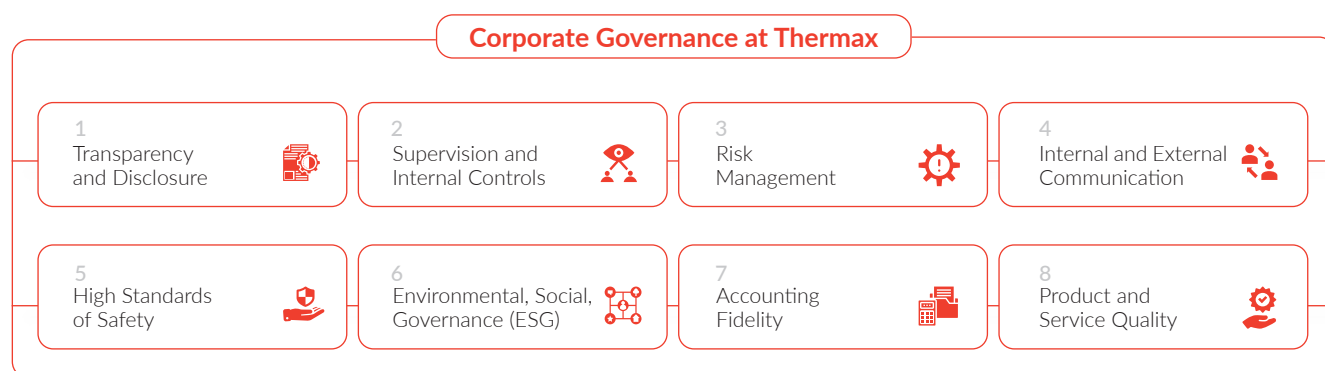 Corporate Governance at Thermax
1
Transparency
and Disclosure
2
Supervision and
Internal Controls
3
Risk
Management
4
Internal and External
Communication
5
High Standards
of Safety
6
Environmental, Social,
Governance (ESG)
7
Accounting
Fidelity
8
Product and
Service Quality